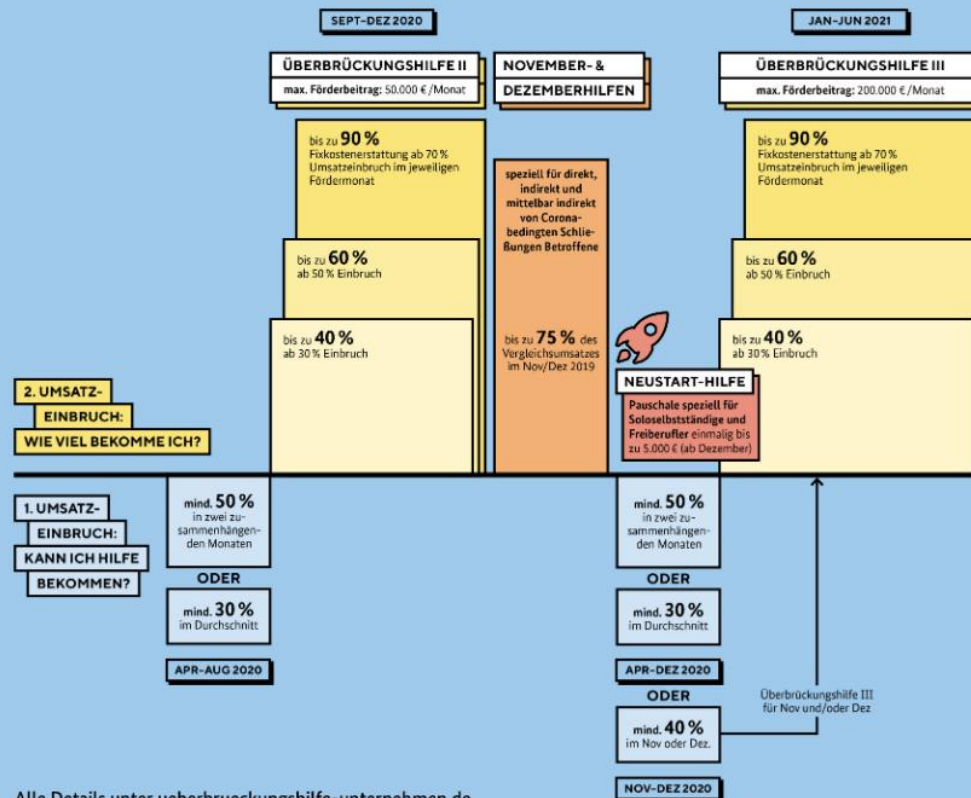 SEPT–DEZ 2020
ÜBERBRÜCKUNGSHILFE II
max. Förderbeitrag: 50.000 €/Monat
bis zu 90 %
Fixkostenerstattung ab 70 %
Umsatzeinbruch im jeweiligen
Fördermonat
bis zu 60 %
ab 50 % Einbruch
bis zu 40 %
ab 30 % Einbruch
NOVEMBER- &
DEZEMBERHILFEN
speziell für direkt,
indirekt und
mittelbar indirekt
von Corona-
bedingten Schlie-
ßungen Betroffene
bis zu 75 % des
Vergleichsumsatzes
im Nov/Dez 2019
NEUSTART-HILFE
Pauschale speziell für
Soloselbstständige und
Freiberufler einmalig bis
zu 5.000 € (ab Dezember)
JAN–JUN 2021
ÜBERBRÜCKUNGSHILFE III
max. Förderbeitrag: 200.000 €/Monat
bis zu 90 %
Fixkostenerstattung ab 70 %
Umsatzeinbruch im jeweiligen
Fördermonat
bis zu 60 %
ab 50 % Einbruch
bis zu 40 %
ab 30 % Einbruch
2. UMSATZ-
EINBRUCH:
WIE VIEL BEKOMME ICH?
1. UMSATZ-
EINBRUCH:
KANN ICH HILFE
BEKOMMEN?
mind. 50 %
in zwei zu-
sammenhängen-
den Monaten
ODER
mind. 30 %
im Durchschnitt
APR–AUG 2020
mind. 50 %
in zwei zu-
sammenhängen-
den Monaten
ODER
mind. 30 %
im Durchschnitt
APR–DEZ 2020
ODER
mind. 40 %
im Nov oder Dez.
NOV–DEZ 2020
Überbrückungshilfe III
für Nov und/oder Dez
Alle Details unter ueberbrueckungshilfe-unternehmen.de